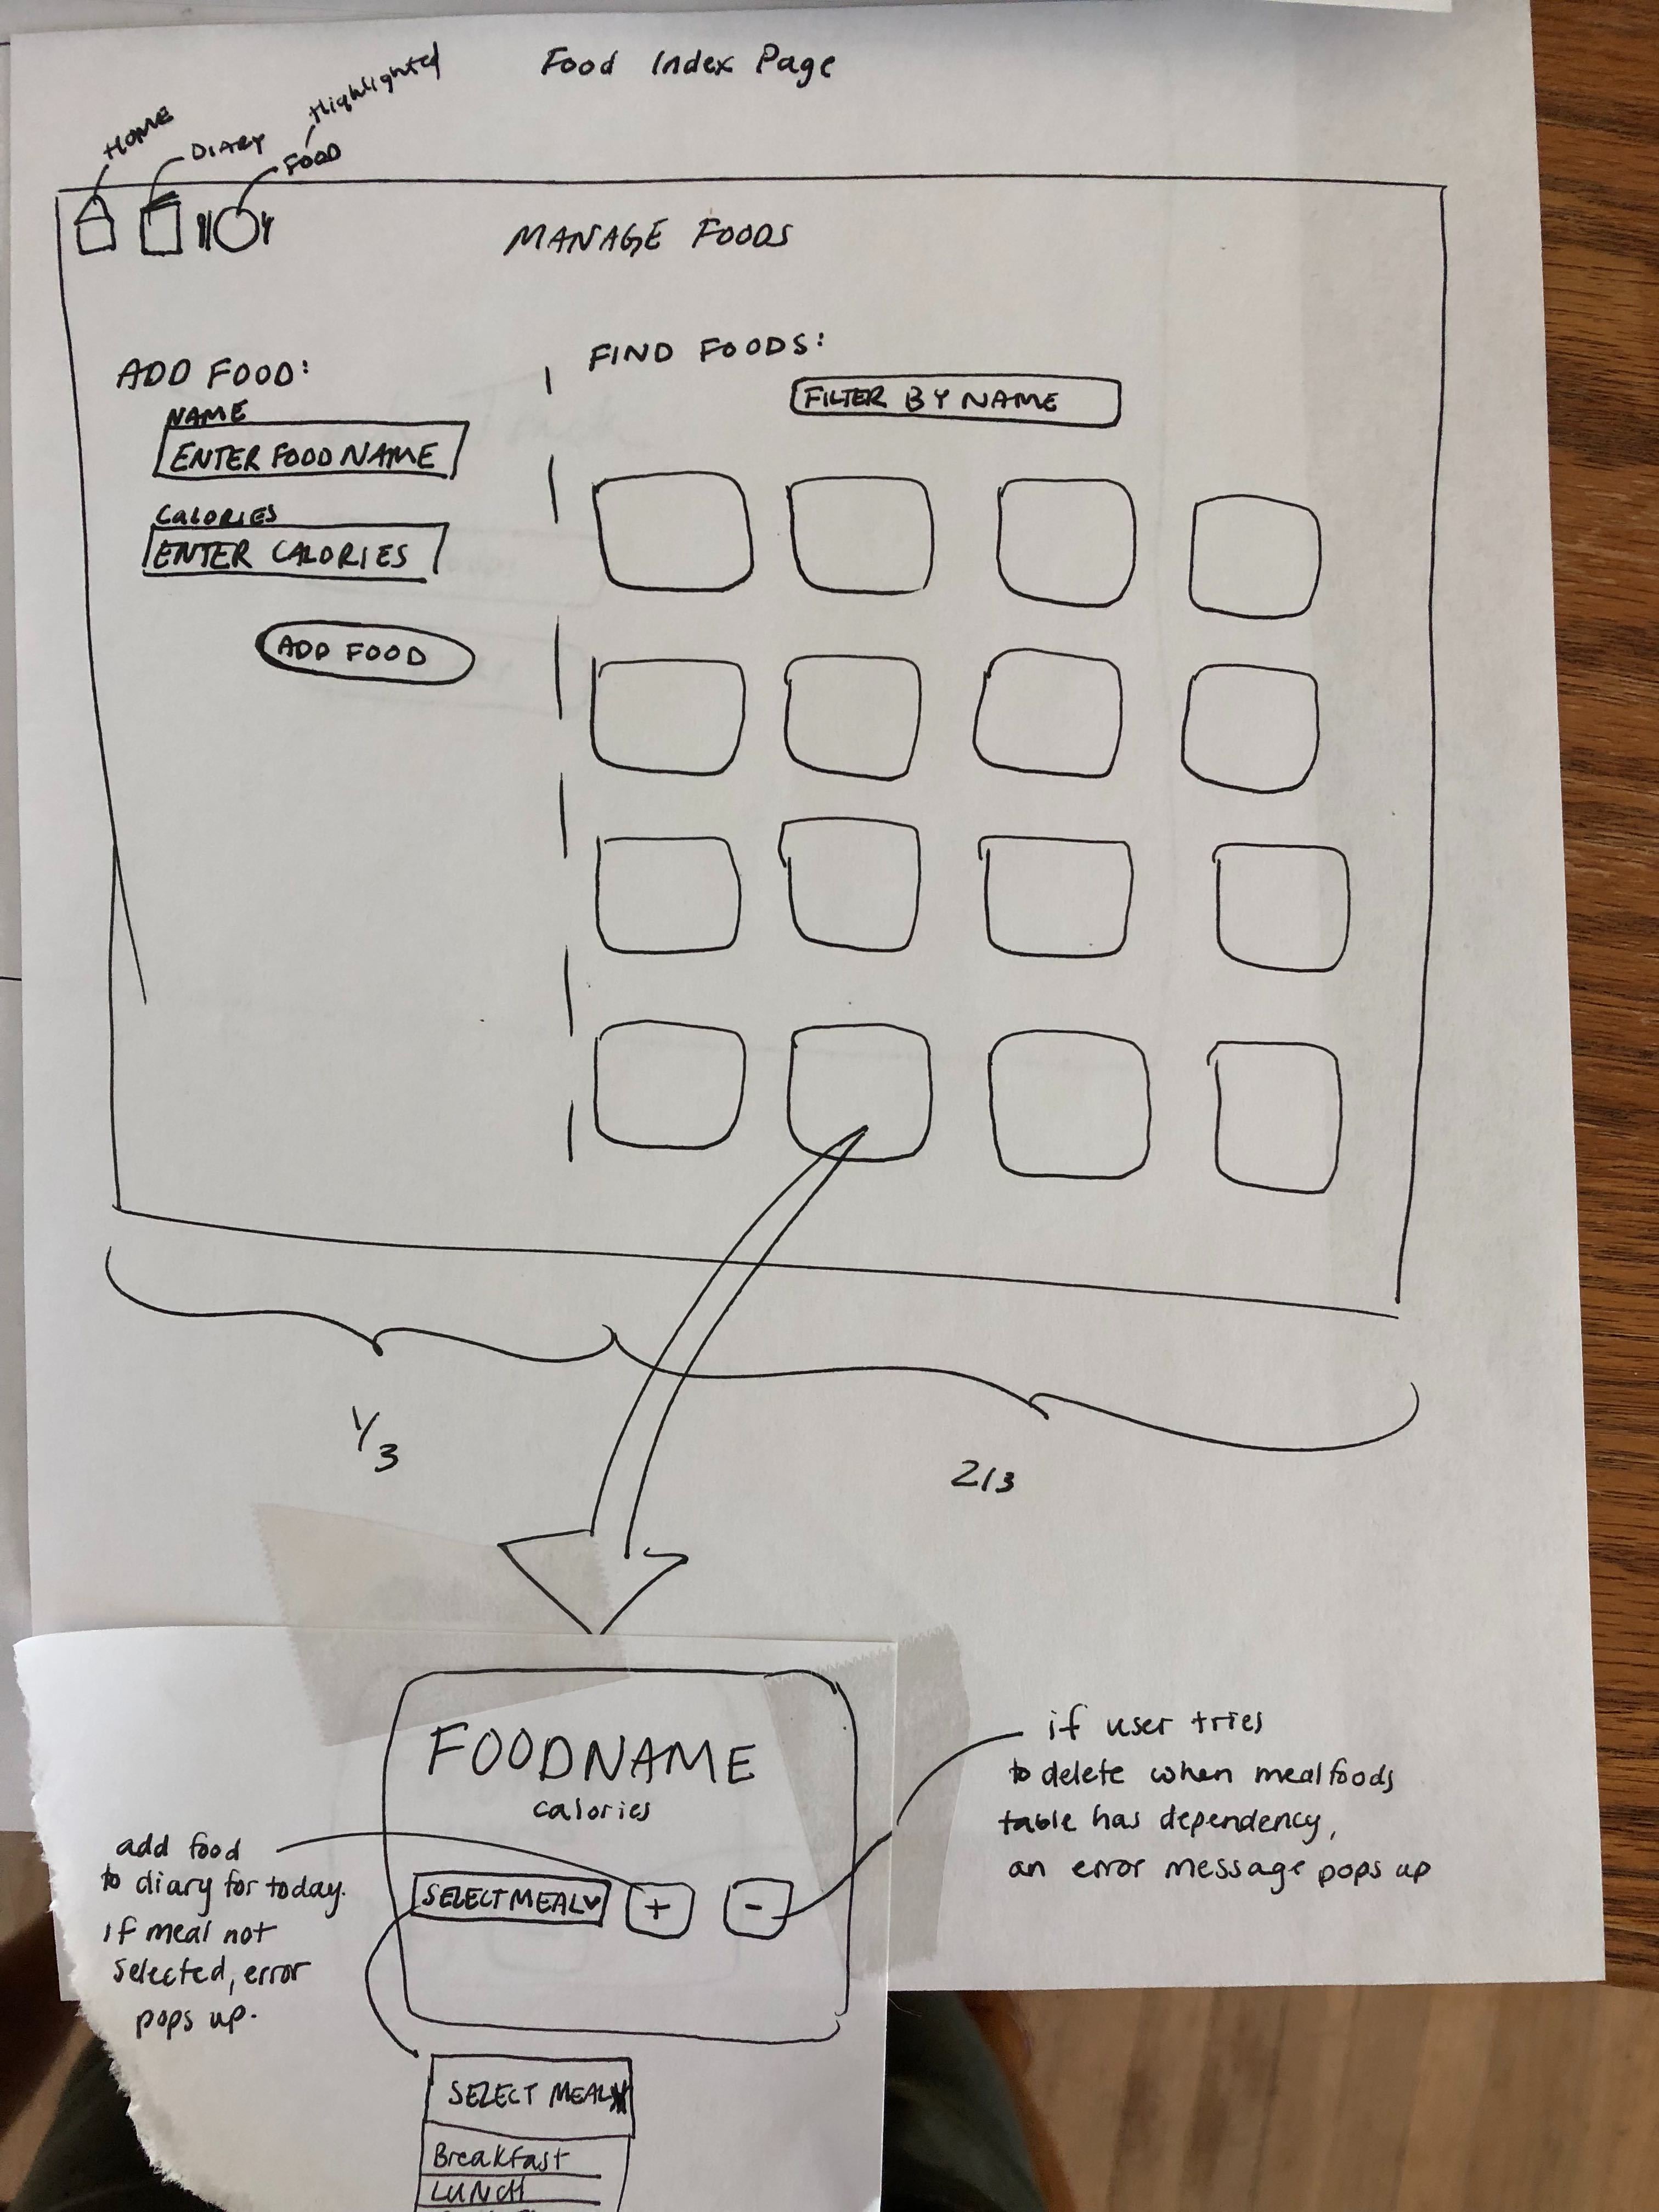 Food Index Page
Highlighted
HOME
DIARY
FOOD
MANAGE FOODS
ADD FOOD:
NAME
ENTER FOOD NAME
CALORIES
ENTER CALORIES
ADD FOOD
FIND FOODS:
FILTER BY NAME
1/3
2/3
FOODNAME
calories
SELECT MEAL
+
-
add food
to diary for today.
if meal not
selected, error
pops up.
if user tries
to delete when mealfoods
table has dependency,
an error message pops up
SELECT MEAL
Breakfast
LUNCH